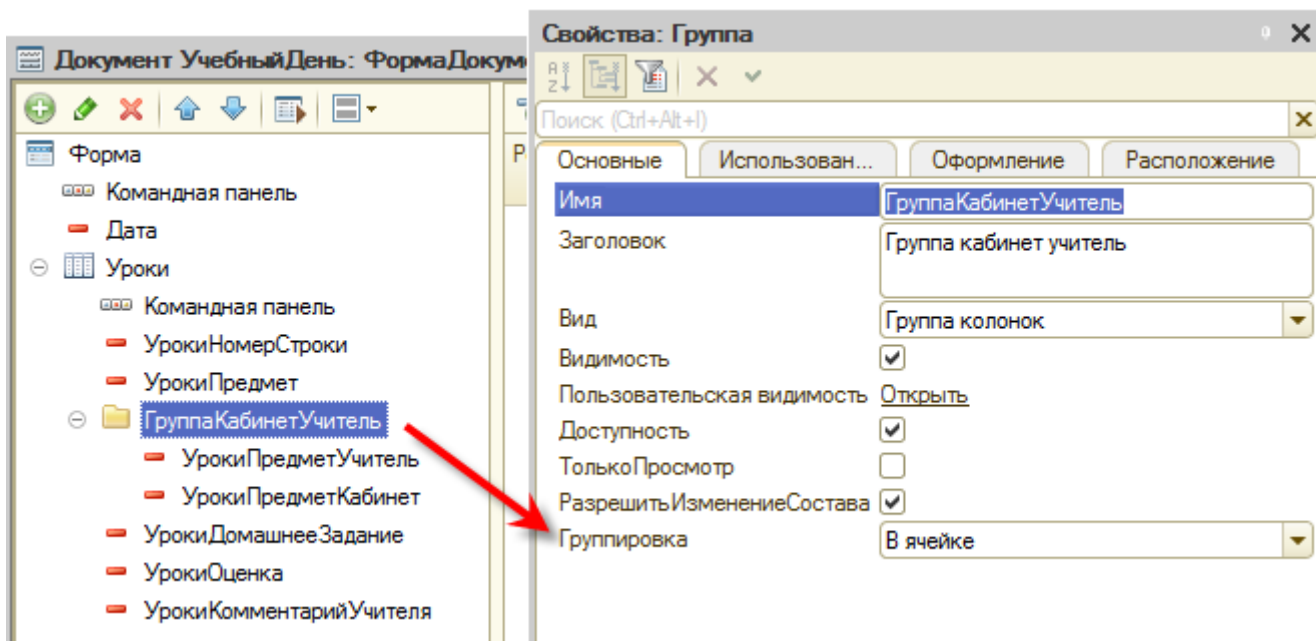 Документ УчебныйДень: ФормаДокум
Форма
Командная панель
Дата
Уроки
Командная панель
УрокиНомерСтроки
УрокиПредмет
ГруппаКабинетУчитель
УрокиПредметУчитель
УрокиПредметКабинет
УрокиДомашнееЗадание
УрокиОценка
УрокиКомментарийУчителя
Р
Свойства: Группа
Поиск (Ctrl+Alt+I)
Основные Использован... Оформление Расположение
Имя ГруппаКабинетУчитель
Заголовок Группа кабинет учитель
Вид Группа колонок
Видимость
Пользовательская видимость Открыть
Доступность
ТолькоПросмотр
РазрешитьИзменениеСостава
Группировка В ячейке